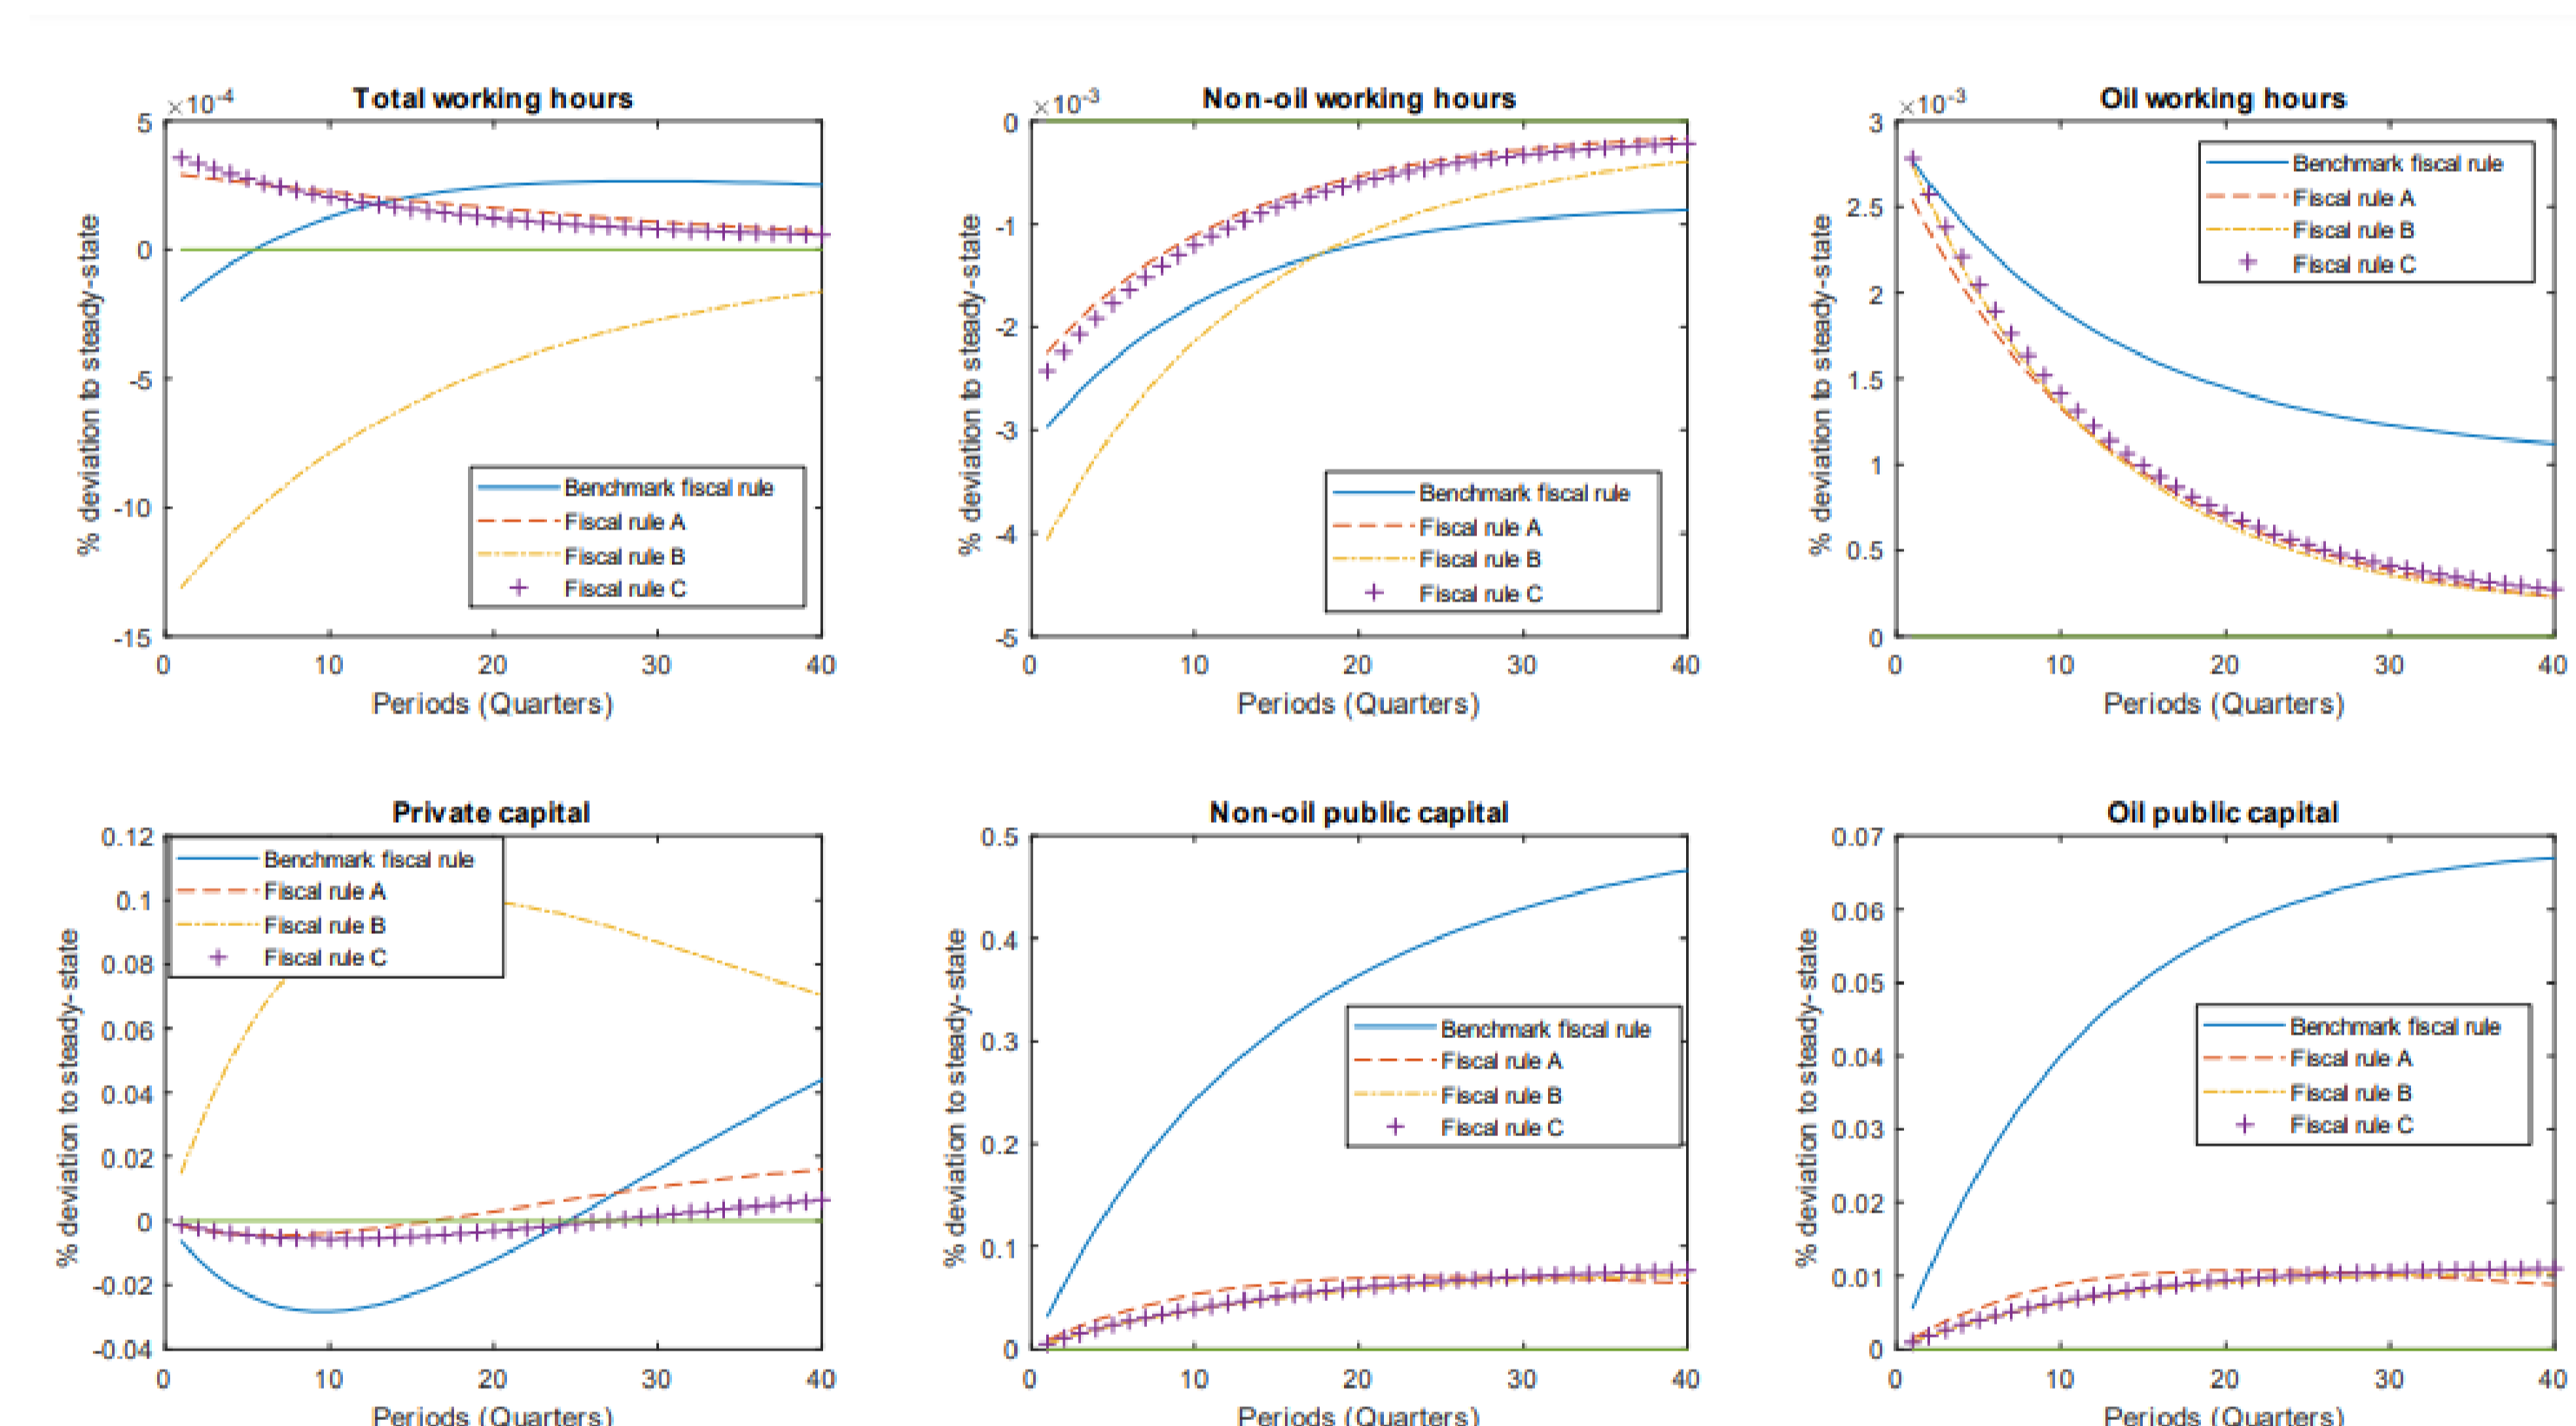 Total working hours
×10⁻⁴
5
0
-5
-10
-15
0 10 20 30 40
% deviation to steady-state
Periods (Quarters)
Benchmark fiscal rule
Fiscal rule A
Fiscal rule B
Fiscal rule C
Non-oil working hours
×10⁻³
0
-1
-2
-3
-4
-5
0 10 20 30 40
% deviation to steady-state
Periods (Quarters)
Benchmark fiscal rule
Fiscal rule A
Fiscal rule B
Fiscal rule C
Oil working hours
×10⁻³
3
2.5
2
1.5
1
0.5
0
0 10 20 30 40
% deviation to steady-state
Periods (Quarters)
Benchmark fiscal rule
Fiscal rule A
Fiscal rule B
Fiscal rule C
Private capital
0.12
0.1
0.08
0.06
0.04
0.02
0
-0.02
-0.04
0 10 20 30 40
% deviation to steady-state
Periods (Quarters)
Benchmark fiscal rule
Fiscal rule A
Fiscal rule B
Fiscal rule C
Non-oil public capital
0.5
0.4
0.3
0.2
0.1
0
0 10 20 30 40
% deviation to steady-state
Periods (Quarters)
Benchmark fiscal rule
Fiscal rule A
Fiscal rule B
Fiscal rule C
Oil public capital
0.07
0.06
0.05
0.04
0.03
0.02
0.01
0
0 10 20 30 40
% deviation to steady-state
Periods (Quarters)
Benchmark fiscal rule
Fiscal rule A
Fiscal rule B
Fiscal rule C